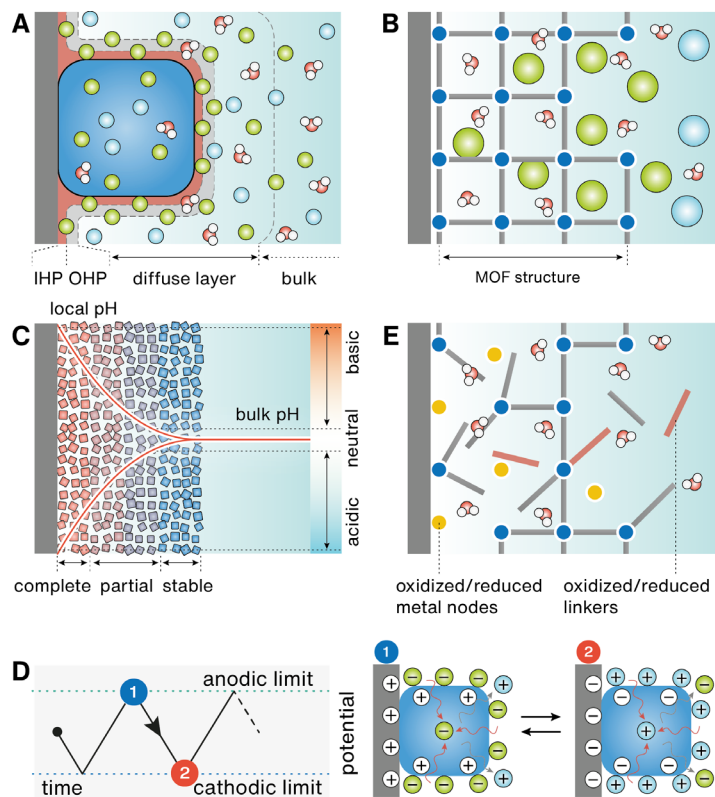 A
IHP OHP
diffuse layer
bulk
B
MOF structure
C
local pH
bulk pH
basic
neutral
acidic
complete
partial
stable
E
oxidized/reduced
metal nodes
oxidized/reduced
linkers
D
anodic limit
1
2
time
cathodic limit
potential
1
+
+
+
+
+
+
−
−
−
−
−
−
−
−
−
+
+
2
−
−
−
−
−
−
−
−
+
+
+
+
+
+
+
+
+
−
−